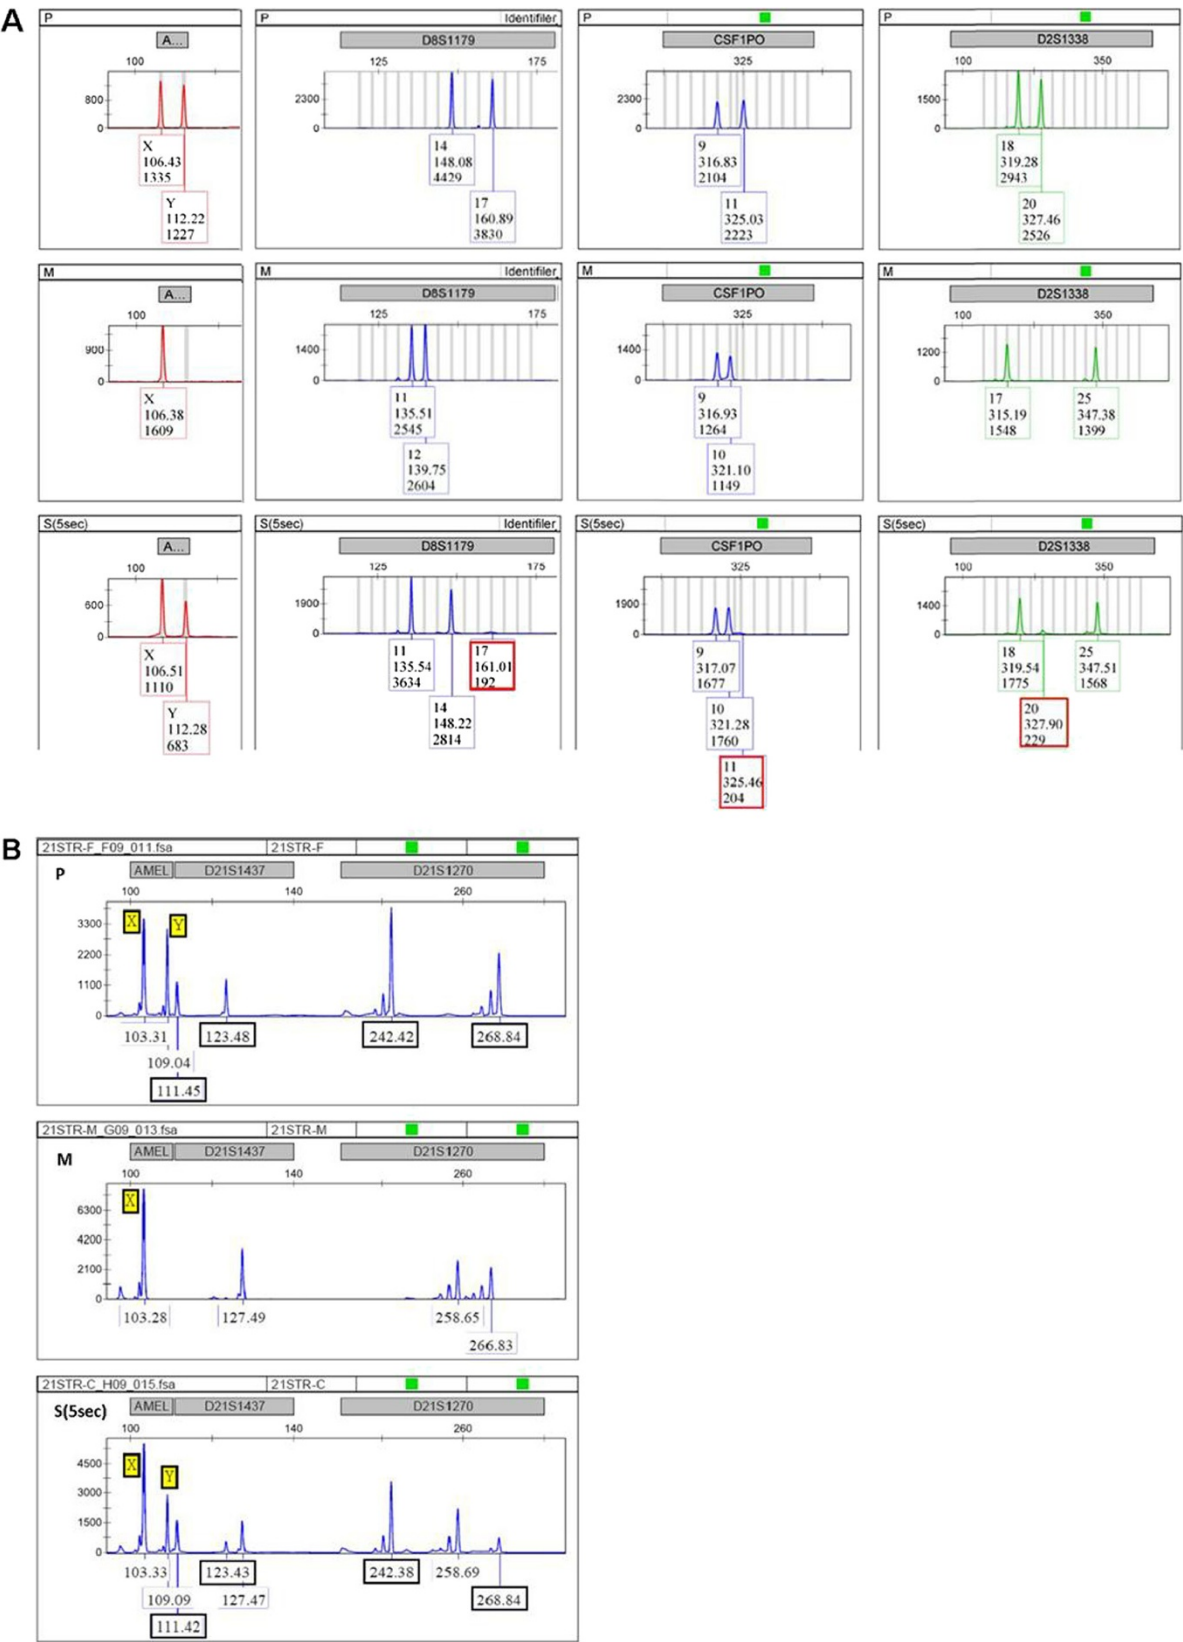 A
P
A...
100
800
0
X
106.43
1335
Y
112.22
1227
P Identifiler
D8S1179
125 175
2300
0
14
148.08
4429
17
160.89
3830
P
CSF1PO
325
2300
0
9
316.83
2104
11
325.03
2223
P
D2S1338
100 350
1500
0
18
319.28
2943
20
327.46
2526
M
A...
100
900
0
X
106.38
1609
M Identifiler
D8S1179
125 175
1400
0
11
135.51
2545
12
139.75
2604
M
CSF1PO
325
1400
0
9
316.93
1264
10
321.10
1149
M
D2S1338
100 350
1200
0
17
315.19
1548
25
347.38
1399
S(5sec)
A...
100
600
0
X
106.51
1110
Y
112.28
683
S(5sec) Identifiler
D8S1179
125 175
1900
0
11
135.54
3634
17
161.01
192
14
148.22
2814
S(5sec)
CSF1PO
325
1900
0
9
317.07
1677
10
321.28
1760
11
325.46
204
S(5sec)
D2S1338
100 350
1400
0
18
319.54
1775
25
347.51
1568
20
327.90
229
B
21STR-F_F09_011.fsa 21STR-F
P
AMEL D21S1437 D21S1270
100 140 260
X Y
3300
2200
1100
0
103.31 123.48 242.42 268.84
109.04
111.45
21STR-M_G09_013.fsa 21STR-M
M
AMEL D21S1437 D21S1270
100 140 260
X
6300
4200
2100
0
103.28 127.49 258.65
266.83
21STR-C_H09_015.fsa 21STR-C
S(5sec)
AMEL D21S1437 D21S1270
100 140 260
X Y
4500
3000
1500
0
103.33 123.43 242.38 258.69
109.09 127.47 268.84
111.42